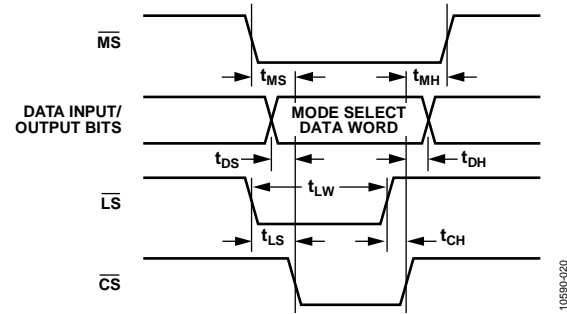 MS
tMS
tMH
DATA INPUT/
OUTPUT BITS
MODE SELECT
DATA WORD
tDS
tDH
LS
tLW
tLS
tCH
CS
10590-020